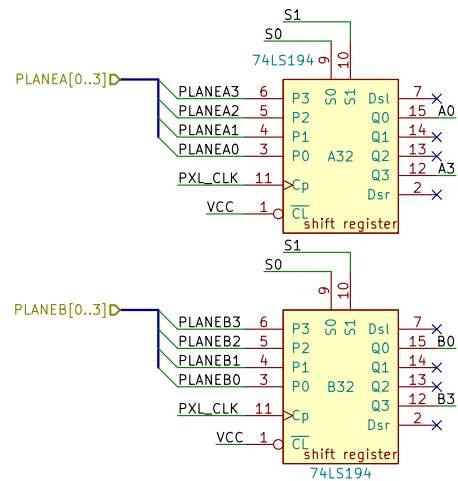 S1
S0
74LS194
9 10
PLANEA[0..3]
PLANEA3 6 P3 S0 S1 Dsl 7
PLANEA2 5 P2 Q0 15 A0
PLANEA1 4 P1 Q1 14
PLANEA0 3 P0 A32 Q2 13
Q3 12 A3
PXL_CLK 11 Cp
Dsr 2
VCC 1 CL
shift register
S1
S0
9 10
PLANEB[0..3]
PLANEB3 6 P3 S0 S1 Dsl 7
PLANEB2 5 P2 Q0 15 B0
PLANEB1 4 P1 Q1 14
PLANEB0 3 P0 B32 Q2 13
Q3 12 B3
PXL_CLK 11 Cp
Dsr 2
VCC 1 CL
shift register
74LS194